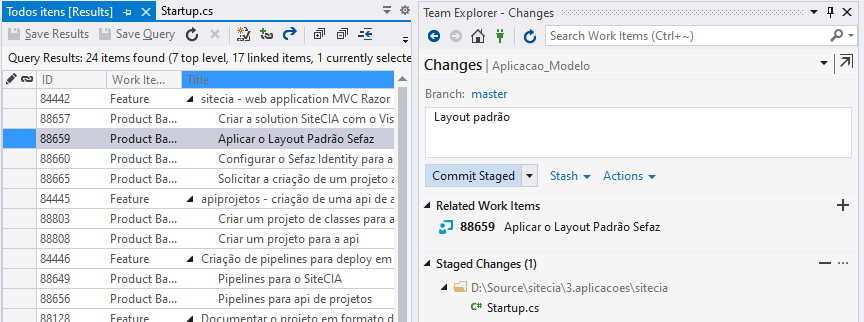 Todos itens [Results]
Startup.cs
Save Results
Save Query
Query Results: 24 items found (7 top level, 17 linked items, 1 currently selecte
ID
Work Ite...
Title
84442
Feature
sitecia - web application MVC Razor
88657
Product Ba...
Criar a solution SiteCIA com o Vis
88659
Product Ba...
Aplicar o Layout Padrão Sefaz
88660
Product Ba...
Configurar o Sefaz Identity para a
88665
Product Ba...
Solicitar a criação de um projeto a
84445
Feature
apiprojetos - criação de uma api de a
88803
Product Ba...
Criar um projeto de classes para a
88808
Product Ba...
Criar um projeto para a api
84446
Feature
Criação de pipelines para deploy em
88649
Product Ba...
Pipelines para o SiteCIA
88656
Product Ba...
Pipelines para api de projetos
88128
Feature
Documentar o projeto em formato d
Team Explorer - Changes
Search Work Items (Ctrl+~)
Changes | Aplicacao_Modelo
Branch: master
Layout padrão
Commit Staged
Stash
Actions
Related Work Items
88659 Aplicar o Layout Padrão Sefaz
Staged Changes (1)
D:\Source\sitecia\3.aplicacoes\sitecia
C# Startup.cs